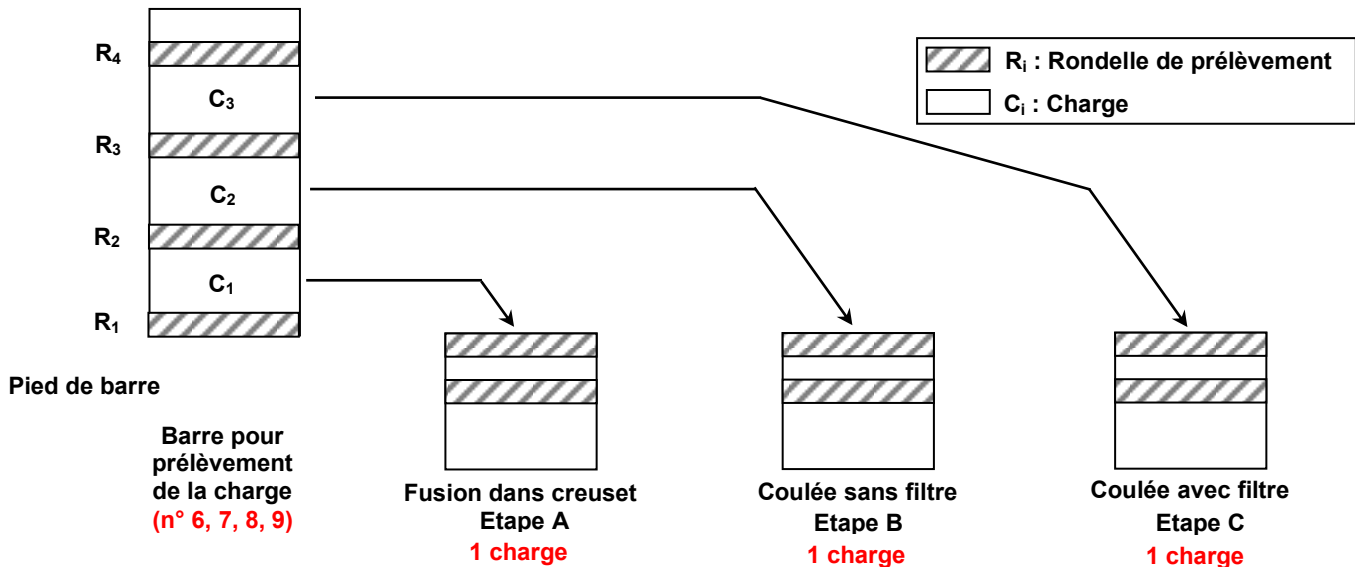 R₄
C₃
R₃
C₂
R₂
C₁
R₁
Pied de barre
Barre pour
prélèvement
de la charge
(n° 6, 7, 8, 9)
Rᵢ : Rondelle de prélèvement
Cᵢ : Charge
Fusion dans creuset
Etape A
1 charge
Coulée sans filtre
Etape B
1 charge
Coulée avec filtre
Etape C
1 charge